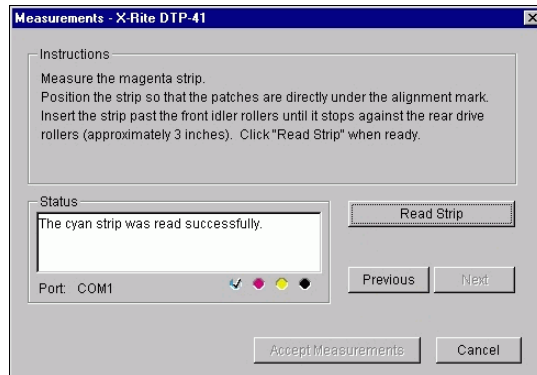 Measurements - X-Rite DTP-41
Instructions
Measure the magenta strip.
Position the strip so that the patches are directly under the alignment mark.
Insert the strip past the front idler rollers until it stops against the rear drive
rollers (approximately 3 inches).  Click "Read Strip" when ready.
Status
The cyan strip was read successfully.
Read Strip
Port:  COM1
Previous
Next
Accept Measurements
Cancel